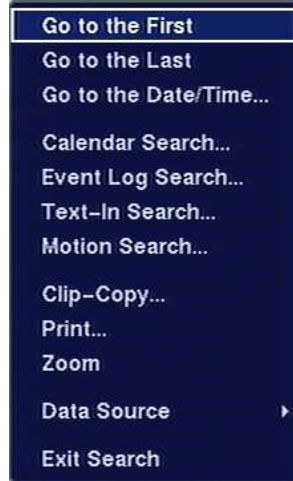 Go to the First
Go to the Last
Go to the Date/Time...
Calendar Search...
Event Log Search...
Text-In Search...
Motion Search...
Clip-Copy...
Print...
Zoom
Data Source
Exit Search